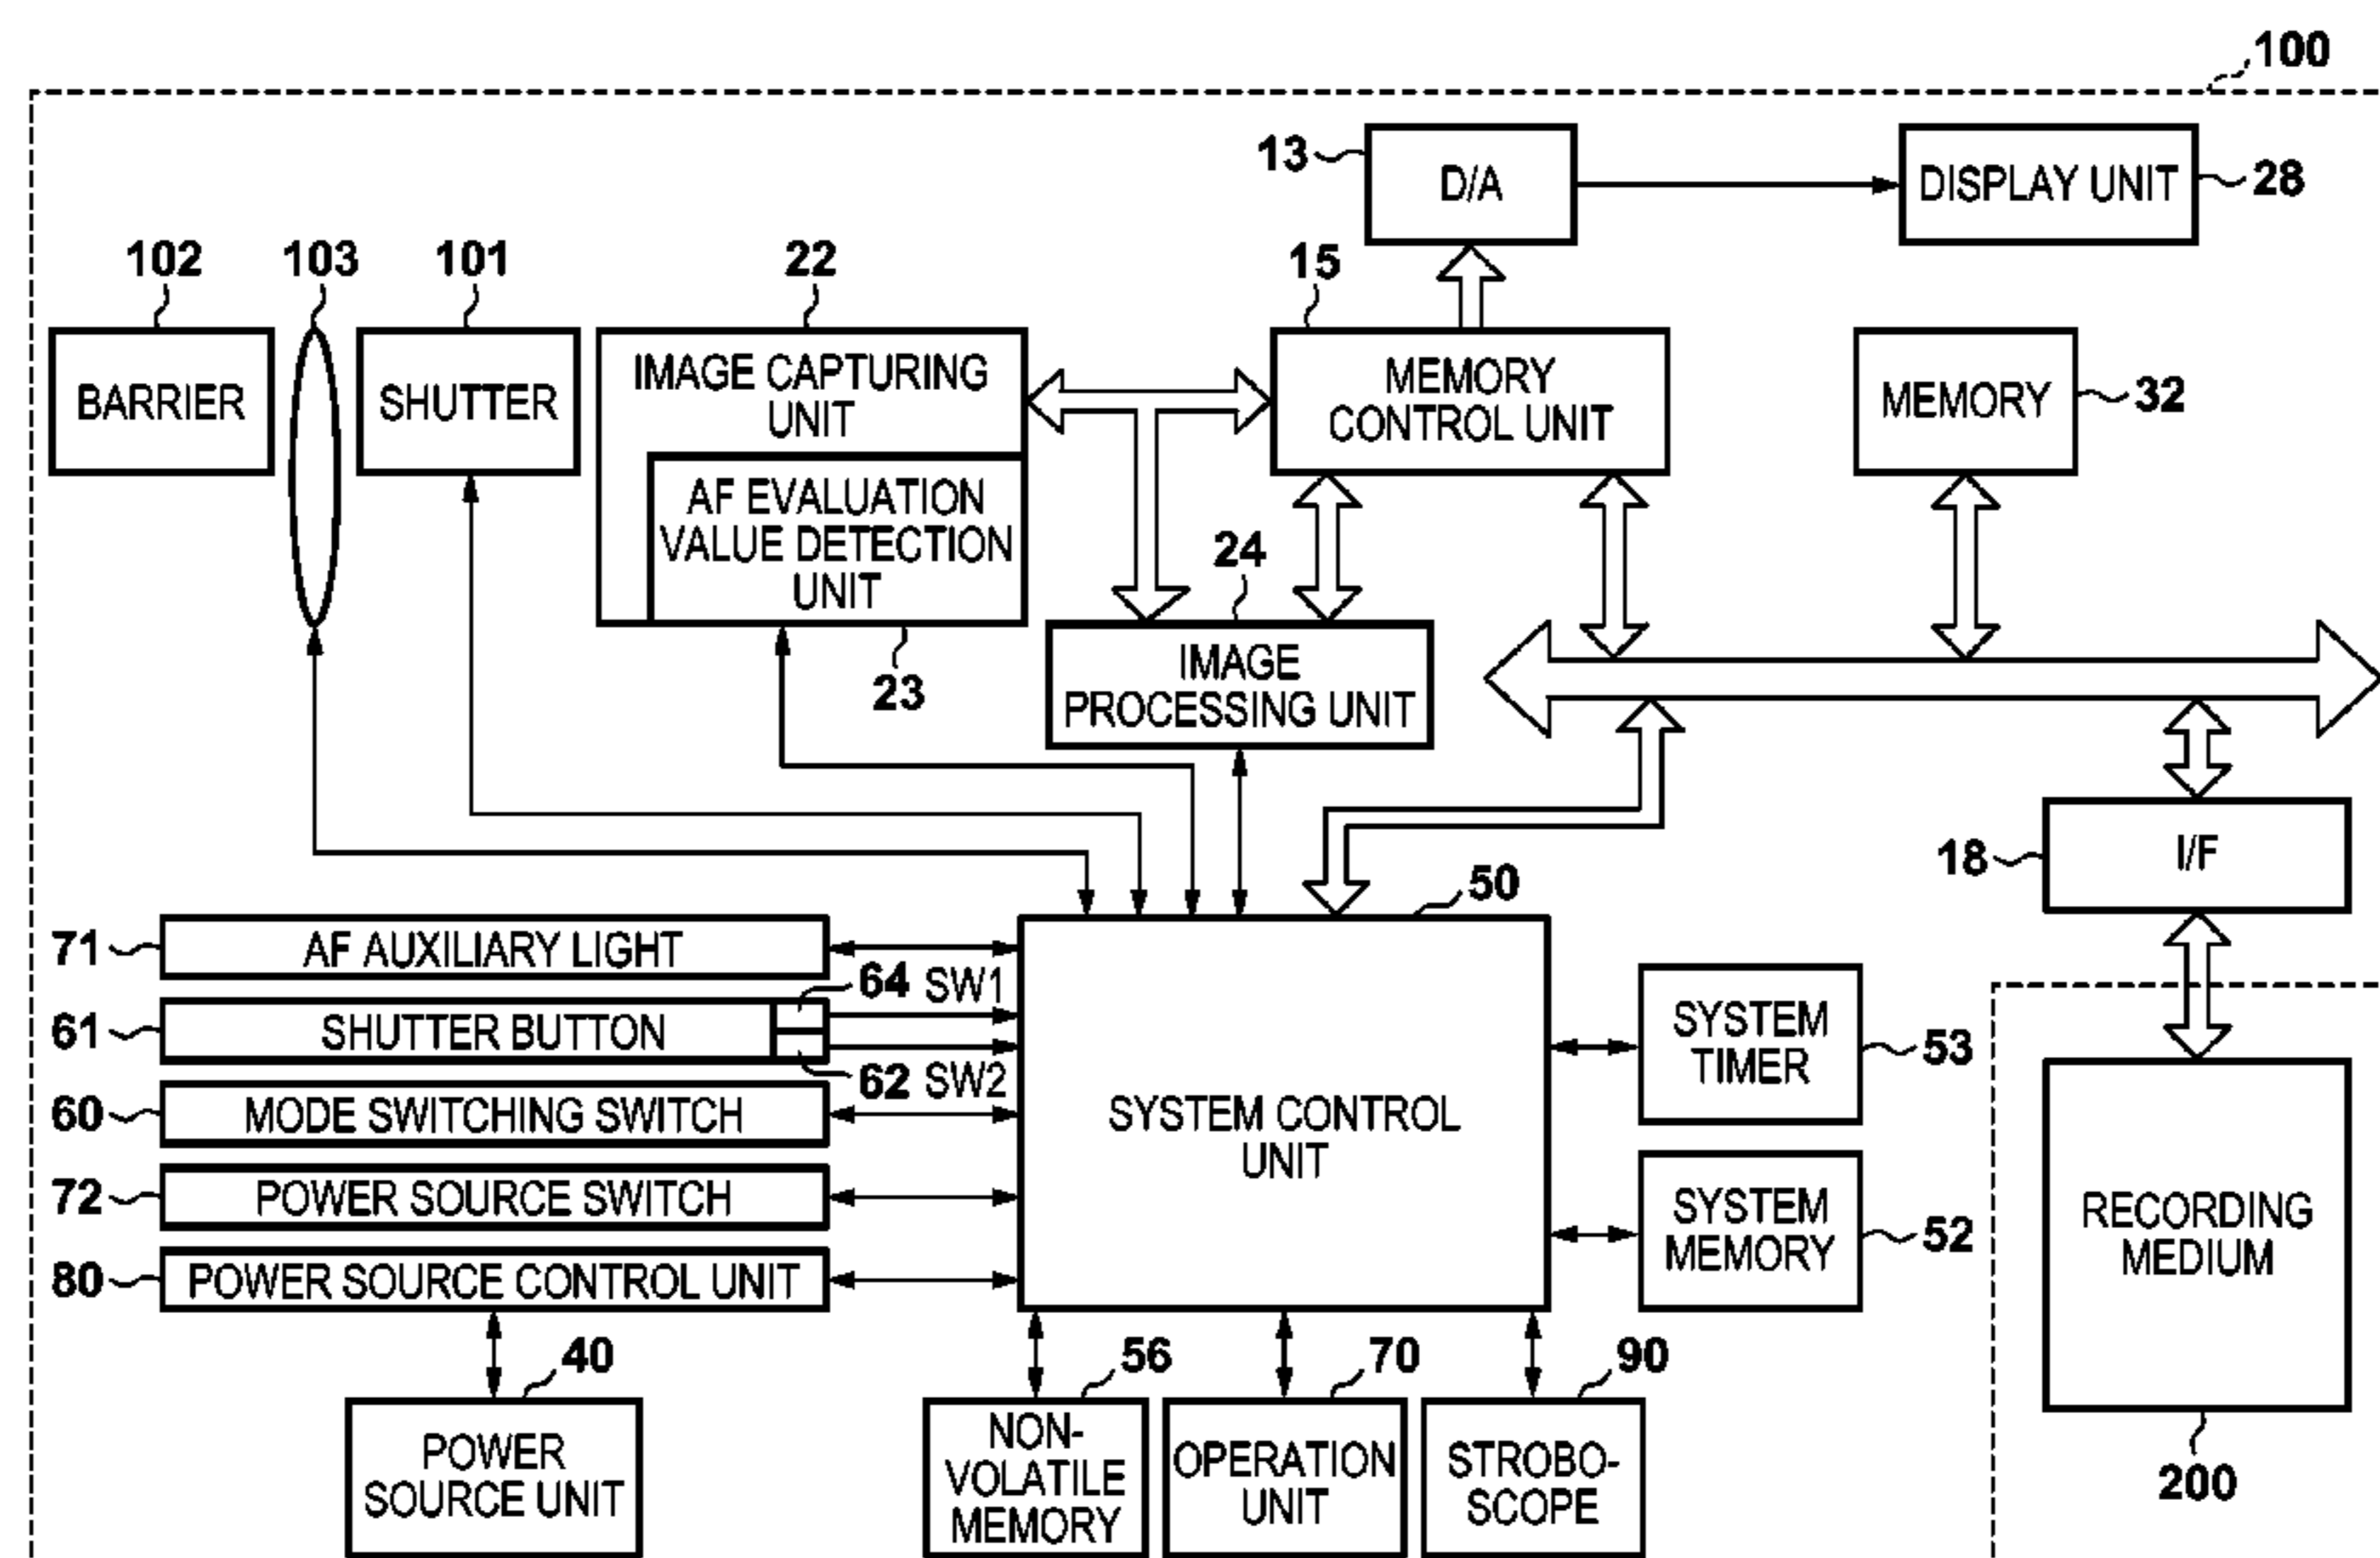 100
13
D/A
DISPLAY UNIT
28
102
103
101
22
15
BARRIER
SHUTTER
IMAGE CAPTURING
UNIT
MEMORY
CONTROL UNIT
MEMORY
32
AF EVALUATION
VALUE DETECTION
UNIT
23
24
IMAGE
PROCESSING UNIT
18
I/F
50
71
AF AUXILIARY LIGHT
64 SW1
61
SHUTTER BUTTON
62 SW2
60
MODE SWITCHING SWITCH
72
POWER SOURCE SWITCH
80
POWER SOURCE CONTROL UNIT
SYSTEM CONTROL
UNIT
SYSTEM
TIMER
53
SYSTEM
MEMORY
52
RECORDING
MEDIUM
200
40
POWER
SOURCE UNIT
56
NON-
VOLATILE
MEMORY
70
OPERATION
UNIT
90
STROBO-
SCOPE